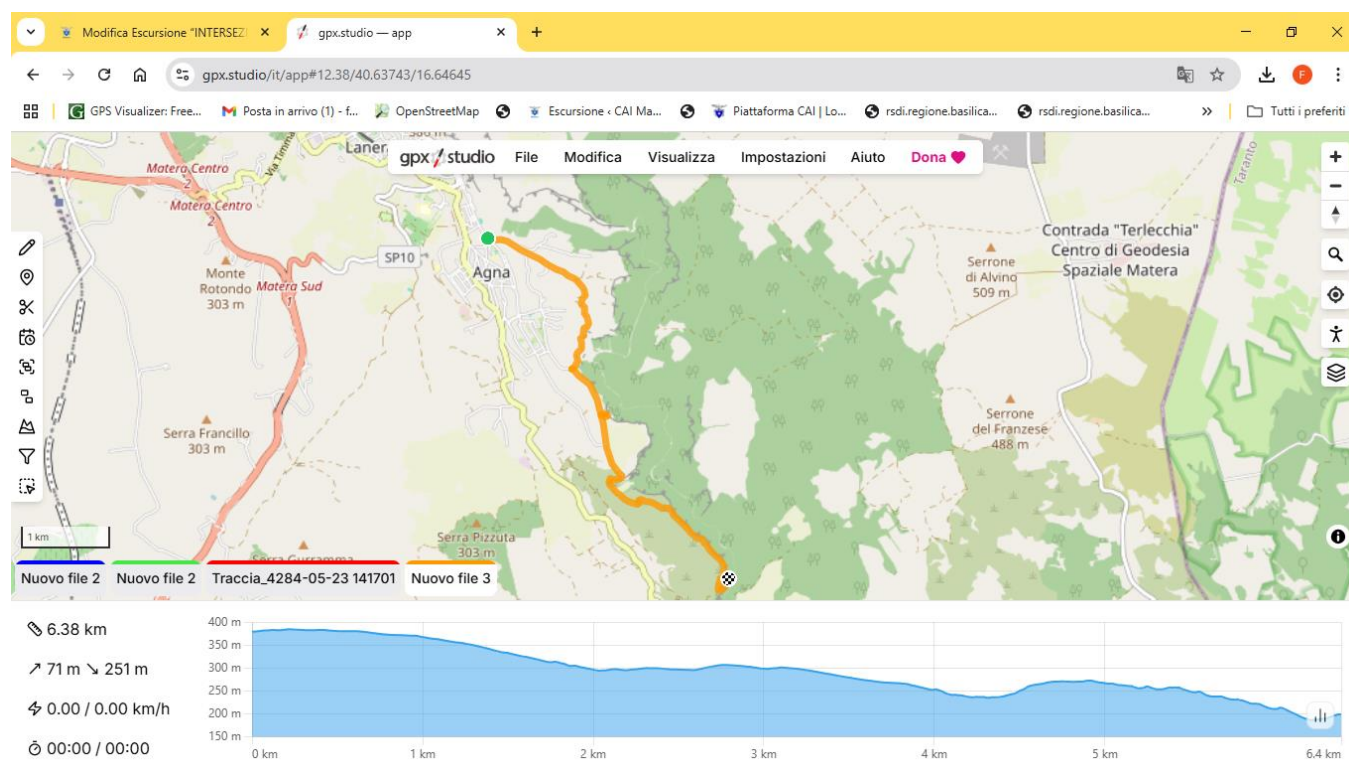 Modifica Escursione "INTERSEZI
gpx.studio — app
gpx.studio/it/app#12.38/40.63743/16.64645
F
GPS Visualizer: Free...
Posta in arrivo (1) - f...
OpenStreetMap
Escursione ‹ CAI Ma...
Piattaforma CAI | Lo...
rsdi.regione.basilica...
rsdi.regione.basilica...
Tutti i preferiti
gpx studio File Modifica Visualizza Impostazioni Aiuto Dona
Laner
Via Timma
Matera Centro
2
Matera Centro
2
Taranto
Contrada "Terlecchia"
Centro di Geodesia
Spaziale Matera
SP10
Agna
Monte
Rotondo
303 m
Matera Sud
1
Serrone
di Alvino
509 m
Serra Francillo
303 m
Serrone
del Franzese
488 m
Serra Pizzuta
303 m
1 km
Serra Gurramma
Nuovo file 2 Nuovo file 2 Traccia_4284-05-23 141701 Nuovo file 3
6.38 km
71 m 251 m
0.00 / 0.00 km/h
00:00 / 00:00
400 m
350 m
300 m
250 m
200 m
150 m
0 km 1 km 2 km 3 km 4 km 5 km 6.4 km